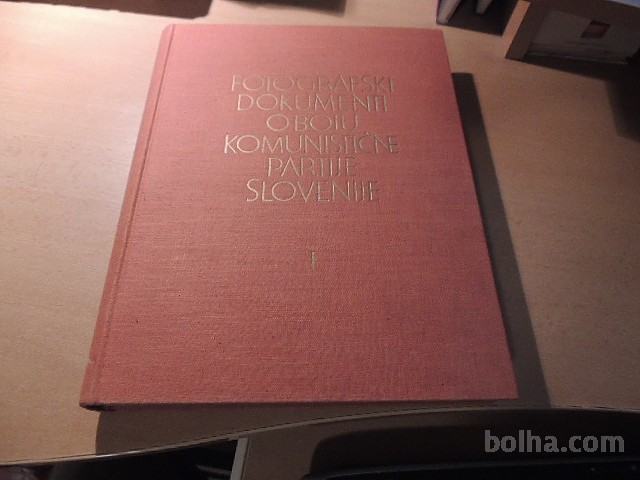 FOTOGRAFSKI
DOKUMENTI
O BOJU
KOMUNISTIČNE
PARTIJE
SLOVENIJE
I
bolha.com